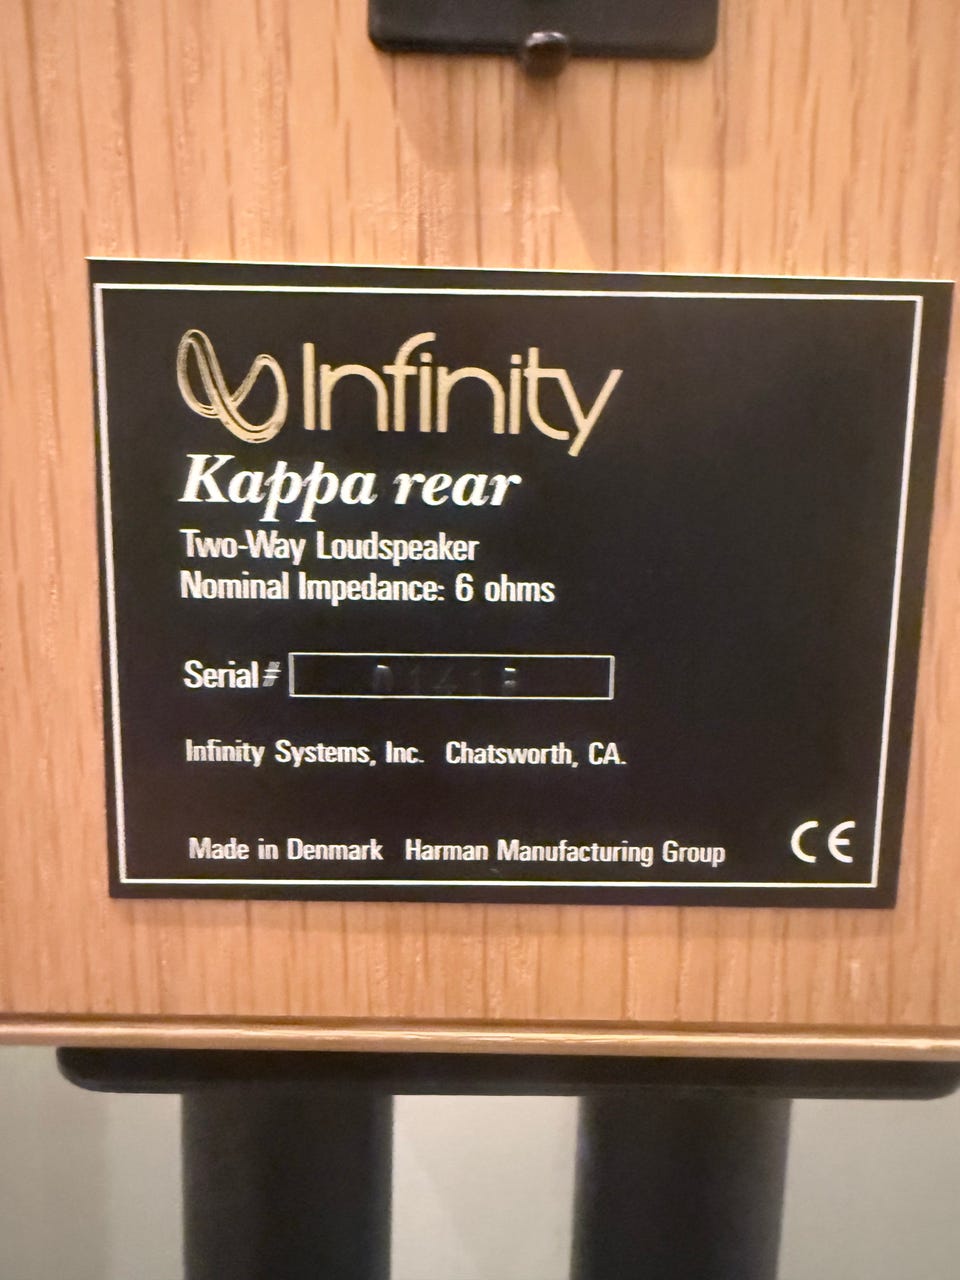 Infinity
Kappa rear
Two-Way Loudspeaker
Nominal Impedance: 6 ohms
Serial#
Infinity Systems, Inc. Chatsworth, CA.
Made in Denmark Harman Manufacturing Group
CE